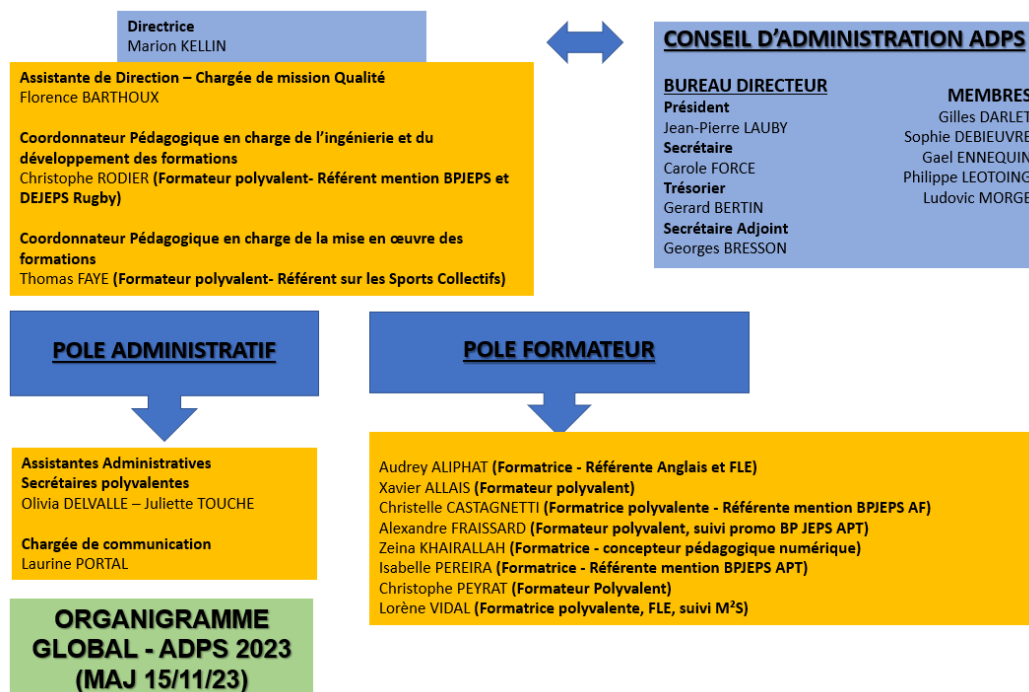 Directrice
Marion KELLIN
Assistante de Direction – Chargée de mission Qualité
Florence BARTHOUX
Coordonnateur Pédagogique en charge de l’ingénierie et du
développement des formations
Christophe RODIER (Formateur polyvalent- Référent mention BPJEPS et
DEJEPS Rugby)
Coordonnateur Pédagogique en charge de la mise en œuvre des
formations
Thomas FAYE (Formateur polyvalent- Référent sur les Sports Collectifs)
CONSEIL D’ADMINISTRATION ADPS
BUREAU DIRECTEUR
Président
Jean-Pierre LAUBY
Secrétaire
Carole FORCE
Trésorier
Gerard BERTIN
Secrétaire Adjoint
Georges BRESSON
MEMBRES
Gilles DARLET
Sophie DEBIEUVRE
Gael ENNEQUIN
Philippe LEOTOING
Ludovic MORGE
POLE ADMINISTRATIF
Assistantes Administratives
Secrétaires polyvalentes
Olivia DELVALLE – Juliette TOUCHE
Chargée de communication
Laurine PORTAL
POLE FORMATEUR
Audrey ALIPHAT (Formatrice - Référente Anglais et FLE)
Xavier ALLAIS (Formateur polyvalent)
Christelle CASTAGNETTI (Formatrice polyvalente - Référente mention BPJEPS AF)
Alexandre FRAISSARD (Formateur polyvalent, suivi promo BP JEPS APT)
Zeina KHAIRALLAH (Formatrice - concepteur pédagogique numérique)
Isabelle PEREIRA (Formatrice - Référente mention BPJEPS APT)
Christophe PEYRAT (Formateur Polyvalent)
Lorène VIDAL (Formatrice polyvalente, FLE, suivi M²S)
ORGANIGRAMME
GLOBAL - ADPS 2023
(MAJ 15/11/23)